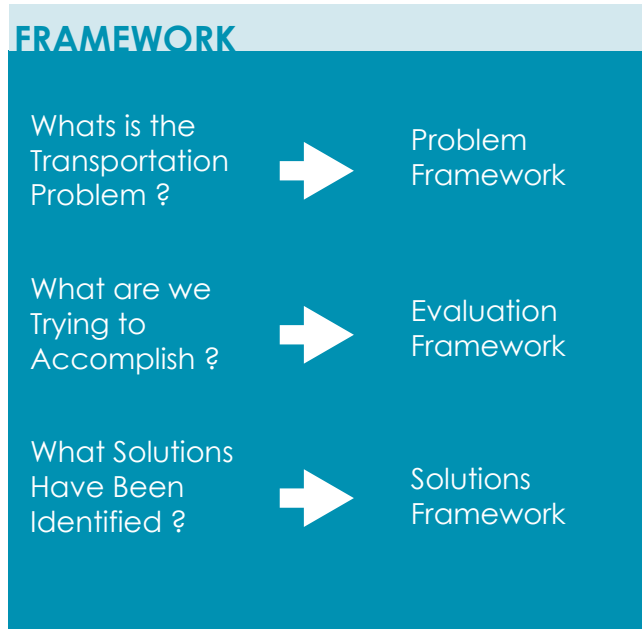 FRAMEWORK
Whats is the
Transportation
Problem ?
Problem
Framework
What are we
Trying to
Accomplish ?
Evaluation
Framework
What Solutions
Have Been
Identified ?
Solutions
Framework